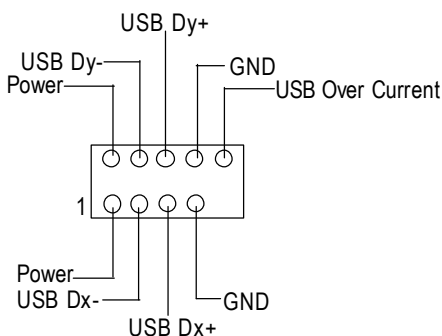 USB Dy+
USB Dy-
GND
Power
USB Over Current
1
Power
USB Dx-
GND
USB Dx+